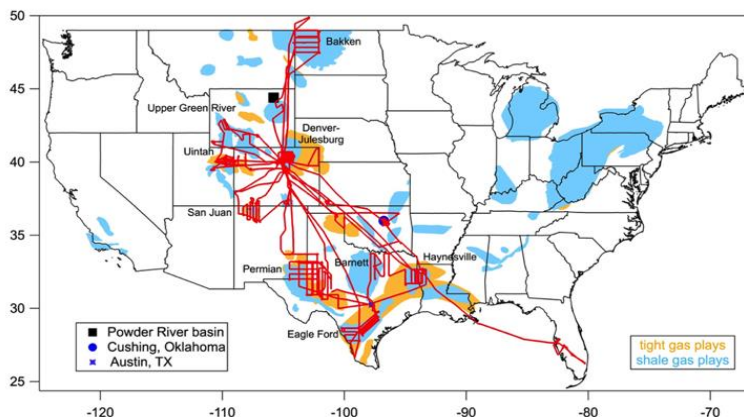 50
45
40
35
30
25
-120
-110
-100
-90
-80
-70
Bakken
Upper Green River
Denver-
Julesburg
Uintah
San Juan
Permian
Barnett
Haynesville
Eagle Ford
Powder River basin
Cushing, Oklahoma
Austin, TX
tight gas plays
shale gas plays